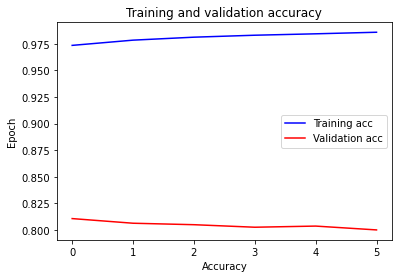 Training and validation accuracy
Epoch
0.975
0.950
0.925
0.900
0.875
0.850
0.825
0.800
Training acc
Validation acc
0 1 2 3 4 5
Accuracy